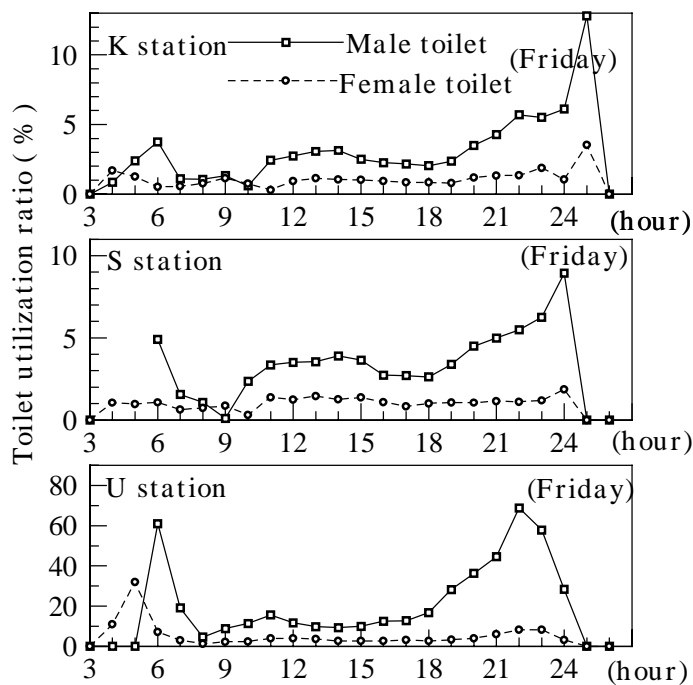 Toilet utilization ratio ( % )
K station
Male toilet
Female toilet
(Friday)
10
5
0
3 6 9 12 15 18 21 24 (hour)
S station
(Friday)
10
5
0
3 6 9 12 15 18 21 24 (hour)
U station
(Friday)
80
60
40
20
0
3 6 9 12 15 18 21 24 (hour)